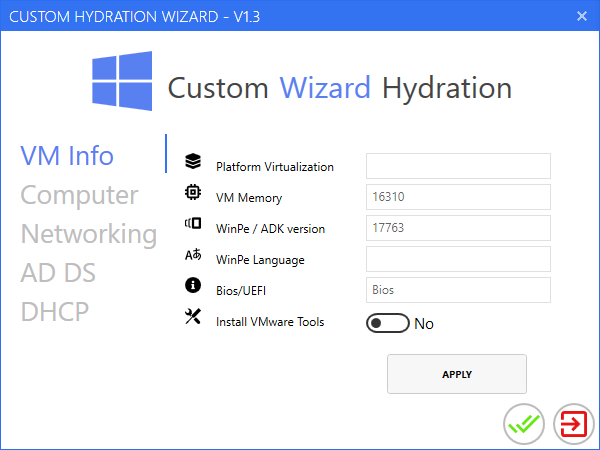 CUSTOM HYDRATION WIZARD - V1.3
Custom Wizard Hydration
VM Info
Computer
Networking
AD DS
DHCP
Platform Virtualization
VM Memory 16310
WinPe / ADK version 17763
WinPe Language
Bios/UEFI Bios
Install VMware Tools No
APPLY